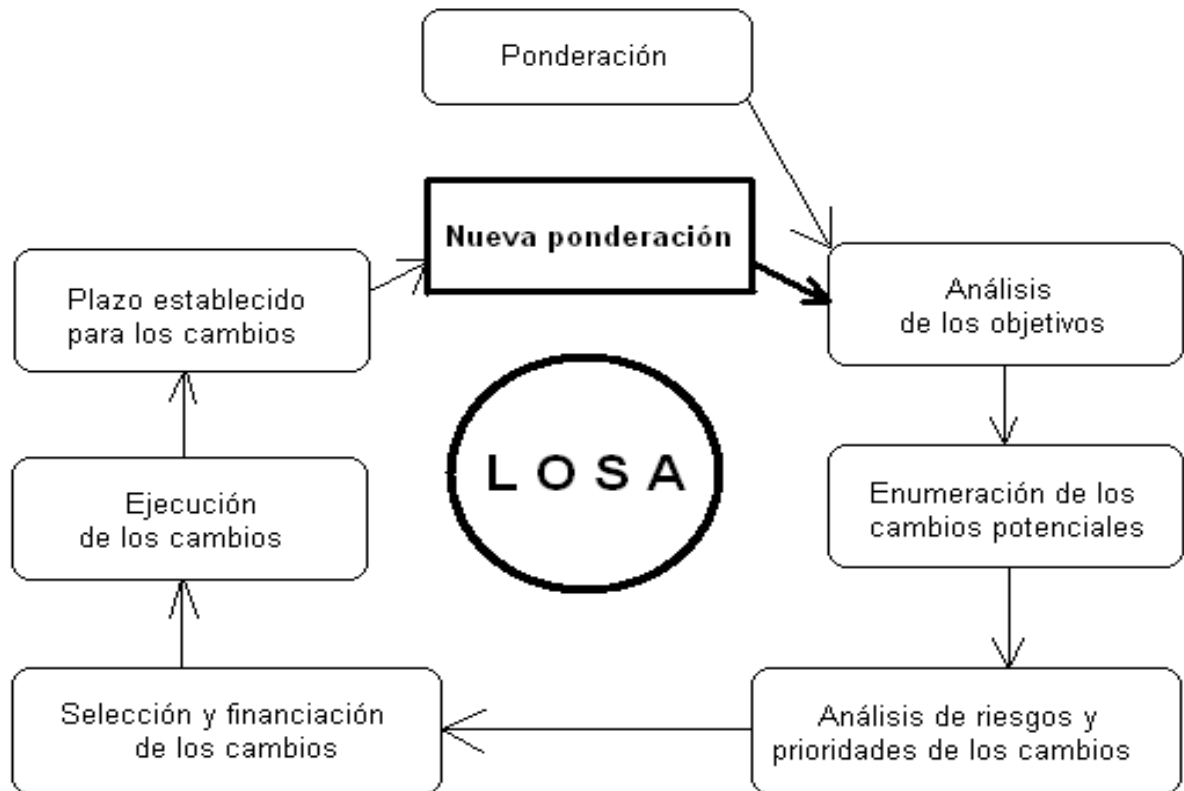 Ponderación
Nueva ponderación
Análisis
de los objetivos
Enumeración de los
cambios potenciales
Análisis de riesgos y
prioridades de los cambios
Selección y financiación
de los cambios
Ejecución
de los cambios
Plazo establecido
para los cambios
L O S A